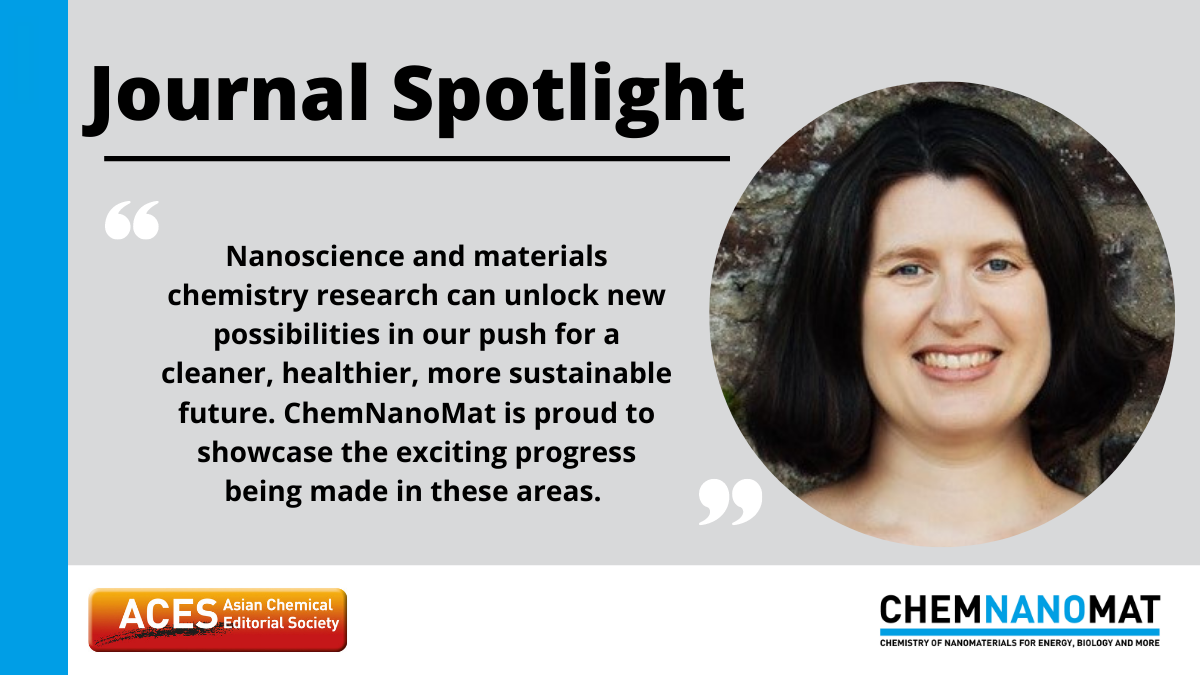 Journal Spotlight
“
Nanoscience and materials
chemistry research can unlock new
possibilities in our push for a
cleaner, healthier, more sustainable
future. ChemNanoMat is proud to
showcase the exciting progress
being made in these areas.
”
ACES Asian Chemical
Editorial Society
CHEMNANOMAT
CHEMISTRY OF NANOMATERIALS FOR ENERGY, BIOLOGY AND MORE